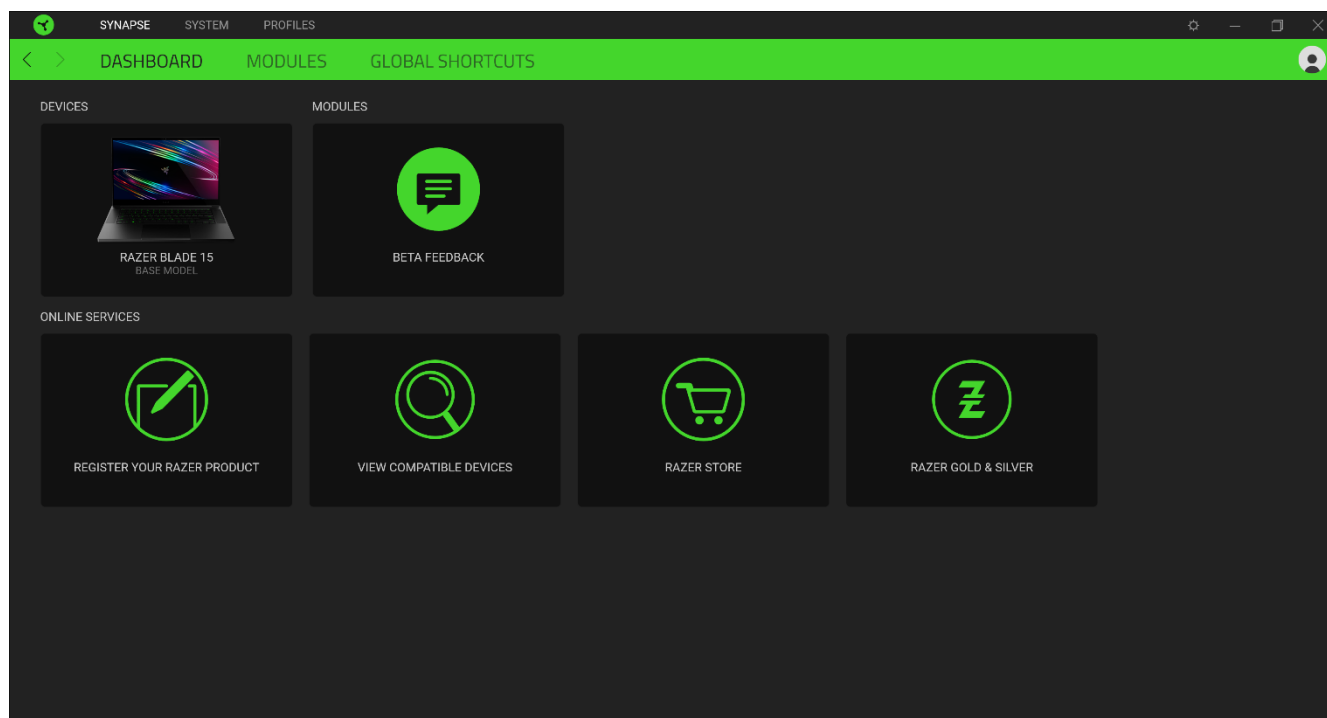 SYNAPSE SYSTEM PROFILES
DASHBOARD MODULES GLOBAL SHORTCUTS
DEVICES MODULES
RAZER BLADE 15
BASE MODEL
BETA FEEDBACK
ONLINE SERVICES
REGISTER YOUR RAZER PRODUCT
VIEW COMPATIBLE DEVICES
RAZER STORE
RAZER GOLD & SILVER